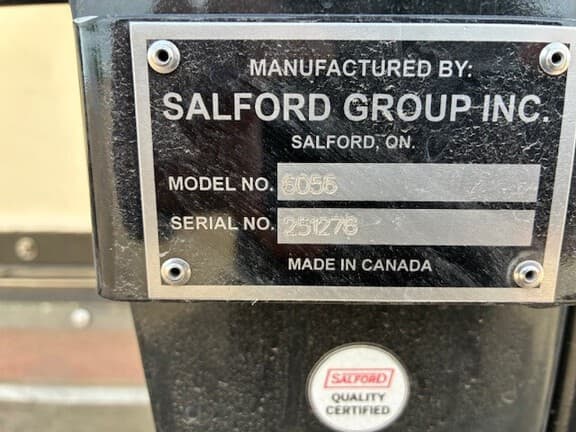 MANUFACTURED BY:
SALFORD GROUP INC.
SALFORD, ON.
MODEL NO. 6056
SERIAL NO. 251276
MADE IN CANADA
SALFORD
QUALITY
CERTIFIED